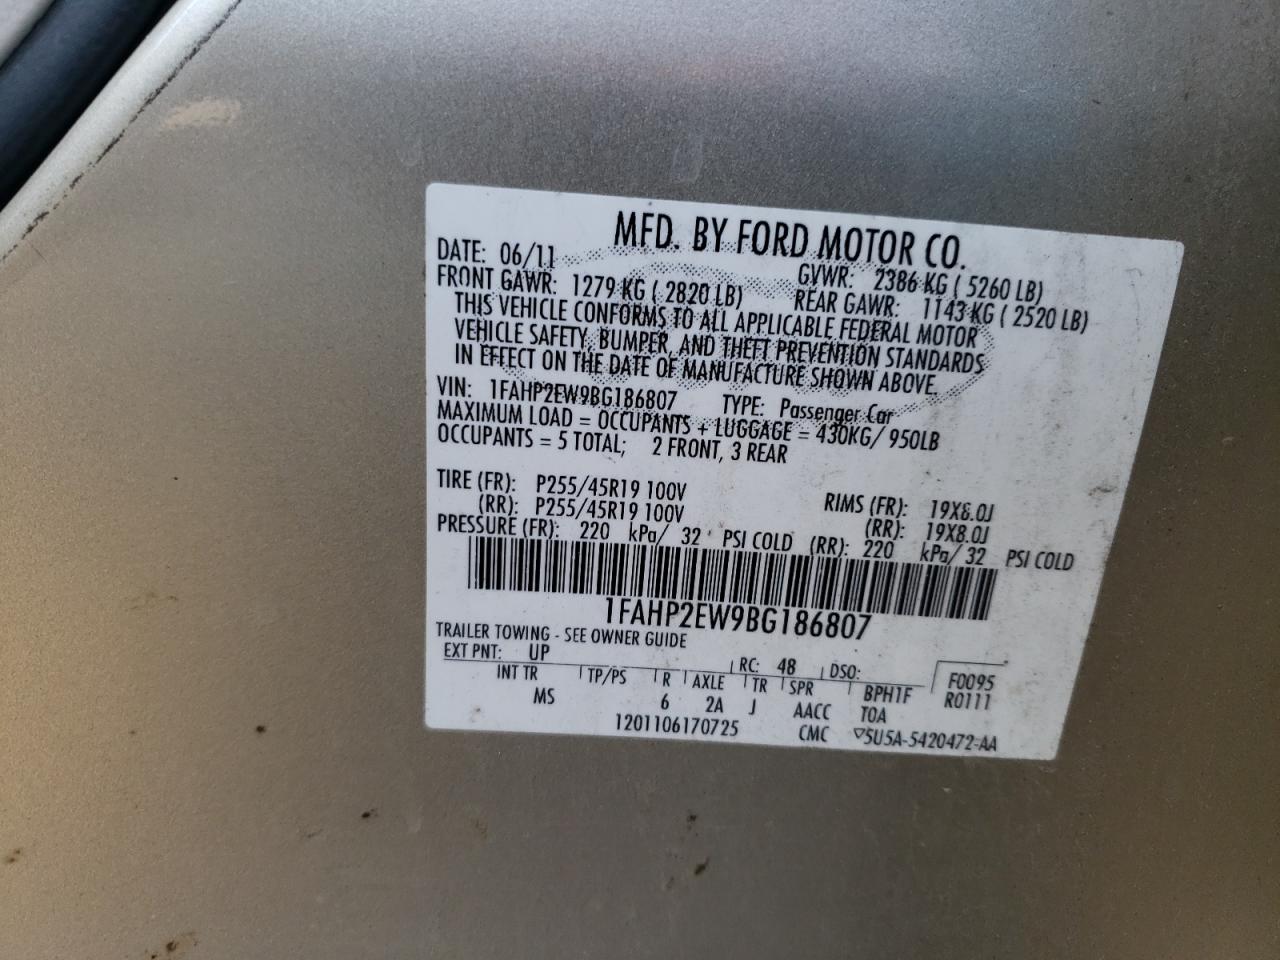 MFD. BY FORD MOTOR CO.
DATE: 06/11 GVWR: 2386 KG ( 5260 LB)
FRONT GAWR: 1279 KG ( 2820 LB) REAR GAWR: 1143 KG ( 2520 LB)
THIS VEHICLE CONFORMS TO ALL APPLICABLE FEDERAL MOTOR
VEHICLE SAFETY, BUMPER, AND THEFT PREVENTION STANDARDS
IN EFFECT ON THE DATE OF MANUFACTURE SHOWN ABOVE.
VIN: 1FAHP2EW9BG186807 TYPE: Passenger Car
MAXIMUM LOAD = OCCUPANTS + LUGGAGE = 430KG/ 950LB
OCCUPANTS = 5 TOTAL; 2 FRONT, 3 REAR
TIRE (FR): P255/45R19 100V RIMS (FR): 19X8.0J
(RR): P255/45R19 100V (RR): 19X8.0J
PRESSURE (FR): 220 kPa/ 32 PSI COLD (RR): 220 kPa/ 32 PSI COLD
1FAHP2EW9BG186807
TRAILER TOWING - SEE OWNER GUIDE
EXT PNT: UP RC: 48 DSO: F0095
INT TR TP/PS R AXLE TR SPR BPH1F R0111
MS 6 2A J AACC TOA
1201106170725 CMC ▽5U5A-5420472-AA